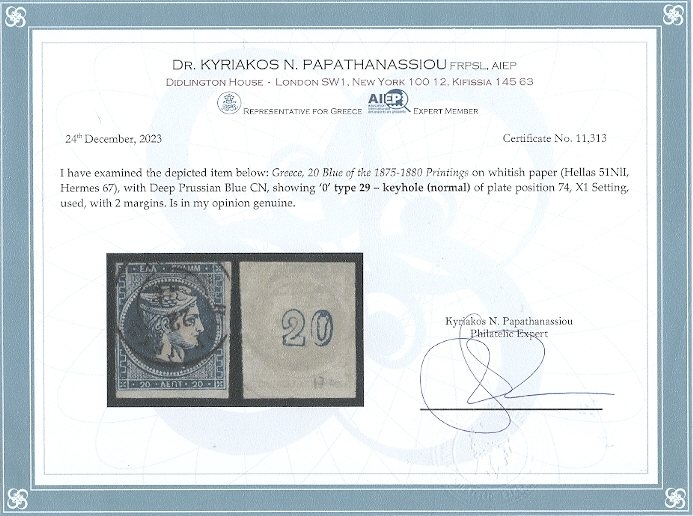 DR. KYRIAKOS N. PAPATHANASSIOU FRPSL, AIEP
DIDLINGTON HOUSE - LONDON SW1, NEW YORK 100 12, KIFISSIA 145 63
REPRESENTATIVE FOR GREECE AIEP EXPERT MEMBER
24th December, 2023 Certificate No. 11,313
I have examined the depicted item below: Greece, 20 Blue of the 1875-1880 Printings on whitish paper (Hellas 51NlI,
Hermes 67), with Deep Prussian Blue CN, showing '0' type 29 – keyhole (normal) of plate position 74, X1 Setting,
used, with 2 margins. Is in my opinion genuine.
ΕΛΛ. ΓΡΑΜΜ.
20
20 ΛΕΠΤ. 20
Kyriakos N. Papathanassiou
Philatelic Expert